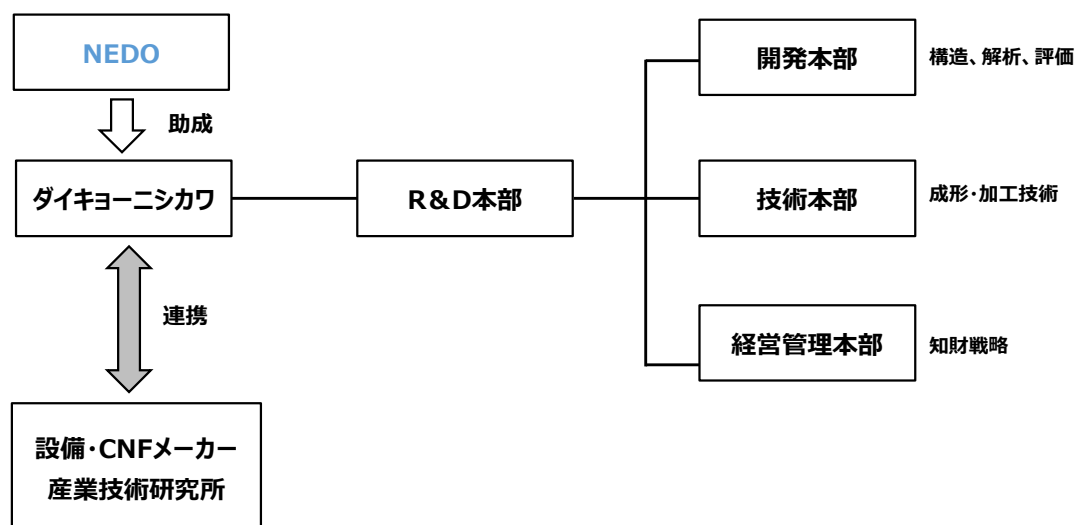 NEDO
助成
ダイキョーニシカワ
連携
設備・CNFメーカー
産業技術研究所
R&D本部
開発本部
構造、解析、評価
技術本部
成形・加工技術
経営管理本部
知財戦略